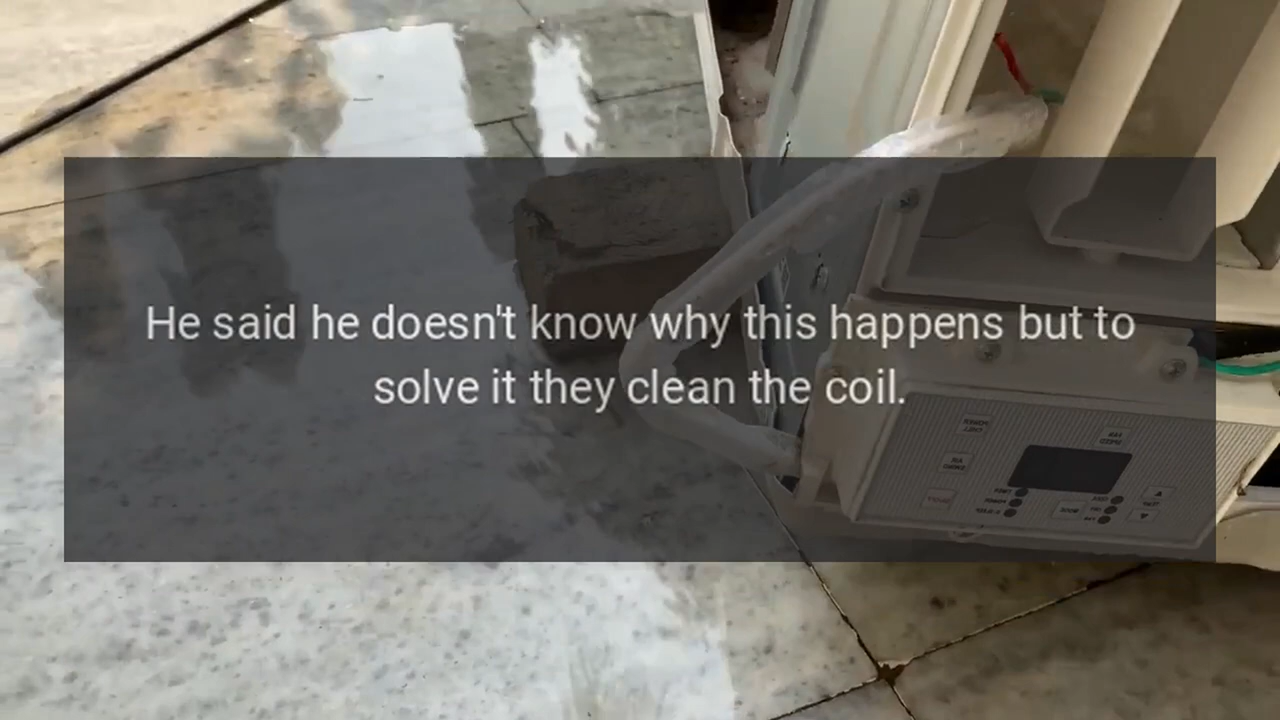 He said he doesn't know why this happens but to
solve it they clean the coil.